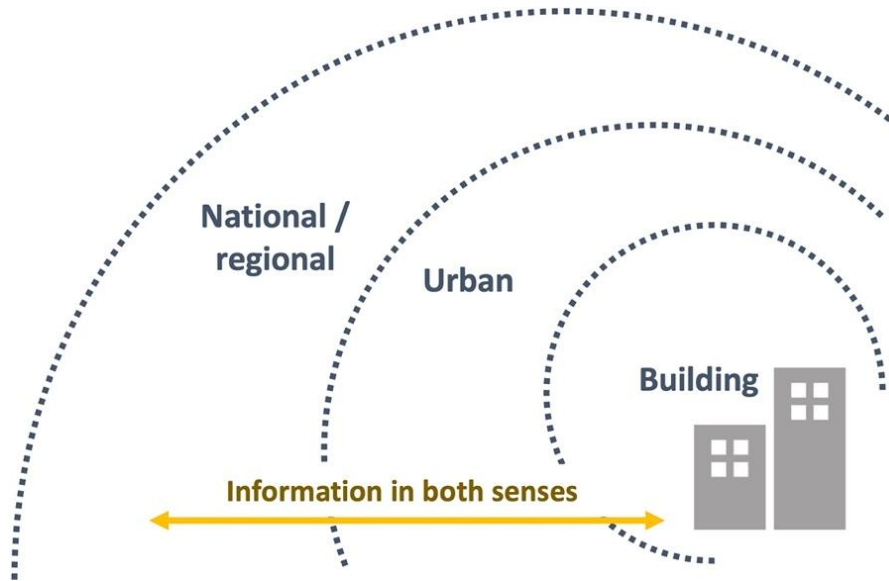 National /
regional
Urban
Building
Information in both senses